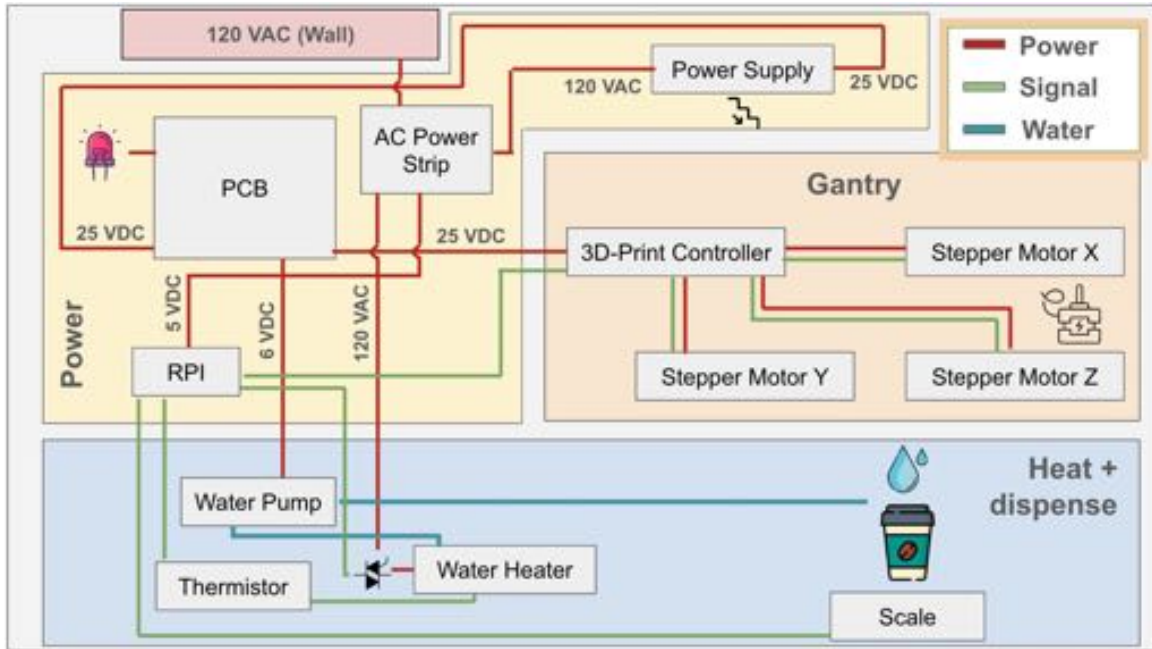 120 VAC (Wall)
Power Supply
120 VAC
25 VDC
Power
Signal
Water
AC Power
Strip
PCB
25 VDC
25 VDC
Gantry
3D-Print Controller
Stepper Motor X
Stepper Motor Y
Stepper Motor Z
Power
5 VDC
6 VDC
120 VAC
RPI
Heat +
dispense
Water Pump
Water Heater
Thermistor
Scale